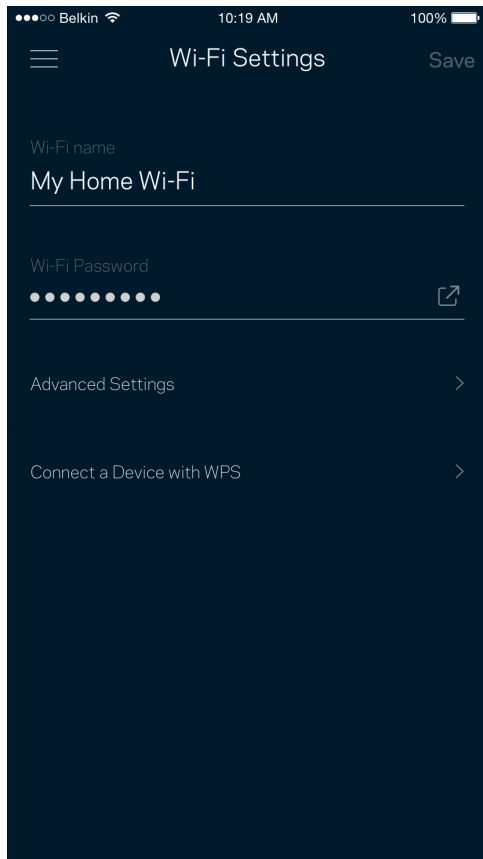 ●●●○○ Belkin 10:19 AM 100%
Wi-Fi Settings Save
Wi-Fi name
My Home Wi-Fi
Wi-Fi Password
●●●●●●●●●
Advanced Settings
Connect a Device with WPS